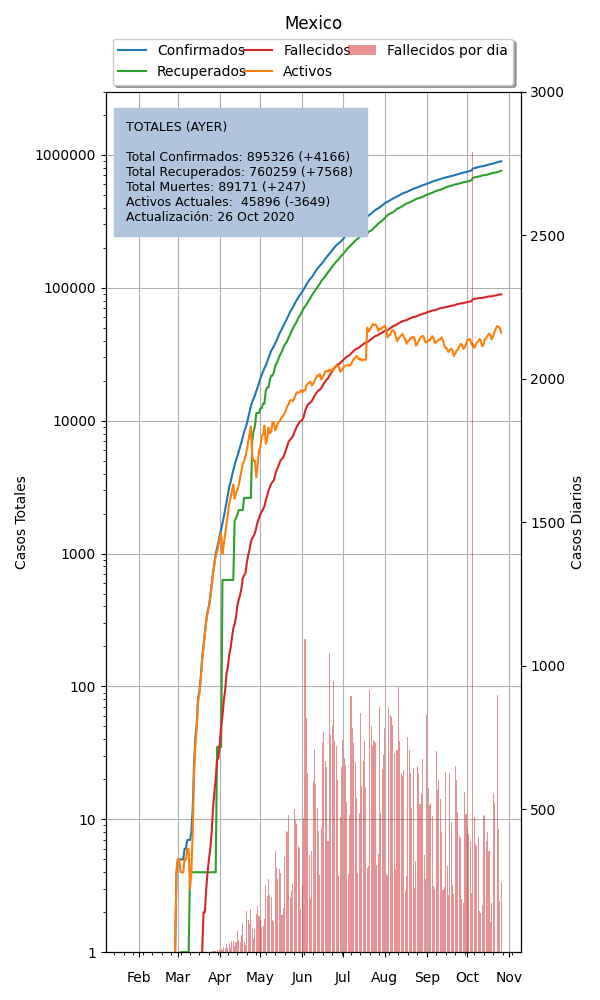 Mexico
Confirmados
Recuperados
Fallecidos
Activos
Fallecidos por dia
TOTALES (AYER)
Total Confirmados: 895326 (+4166)
Total Recuperados: 760259 (+7568)
Total Muertes: 89171 (+247)
Activos Actuales:  45896 (-3649)
Actualización: 26 Oct 2020
Casos Totales
1000000
100000
10000
1000
100
10
1
3000
2500
2000
1500
1000
500
Casos Diarios
Feb Mar Apr May Jun Jul Aug Sep Oct Nov